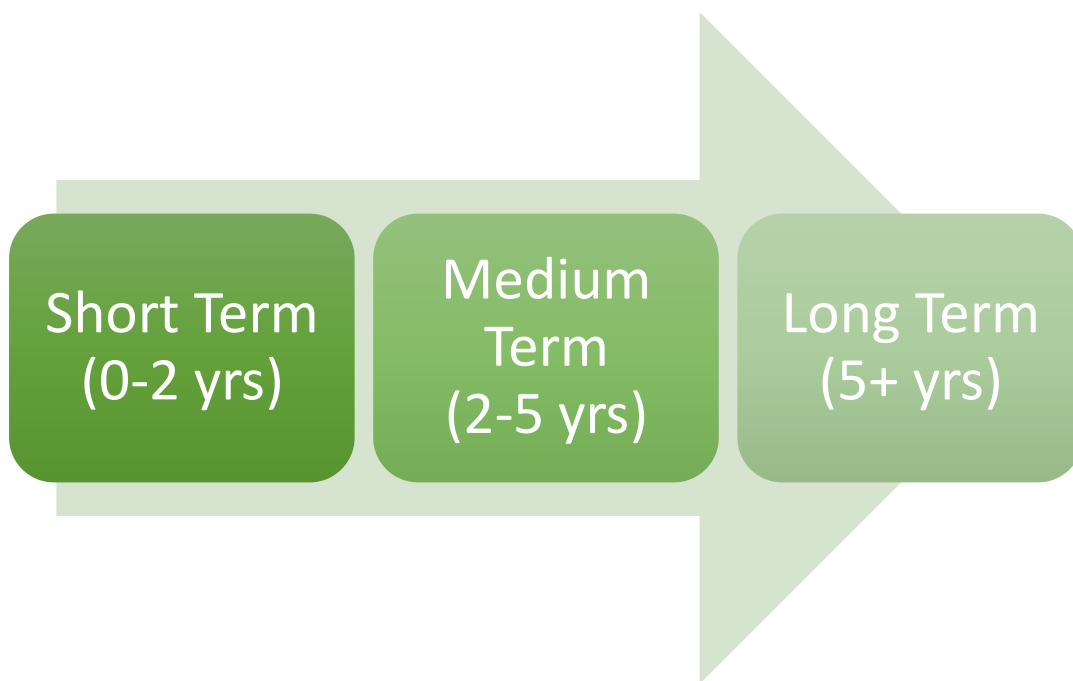 Short Term
(0-2 yrs)
Medium
Term
(2-5 yrs)
Long Term
(5+ yrs)